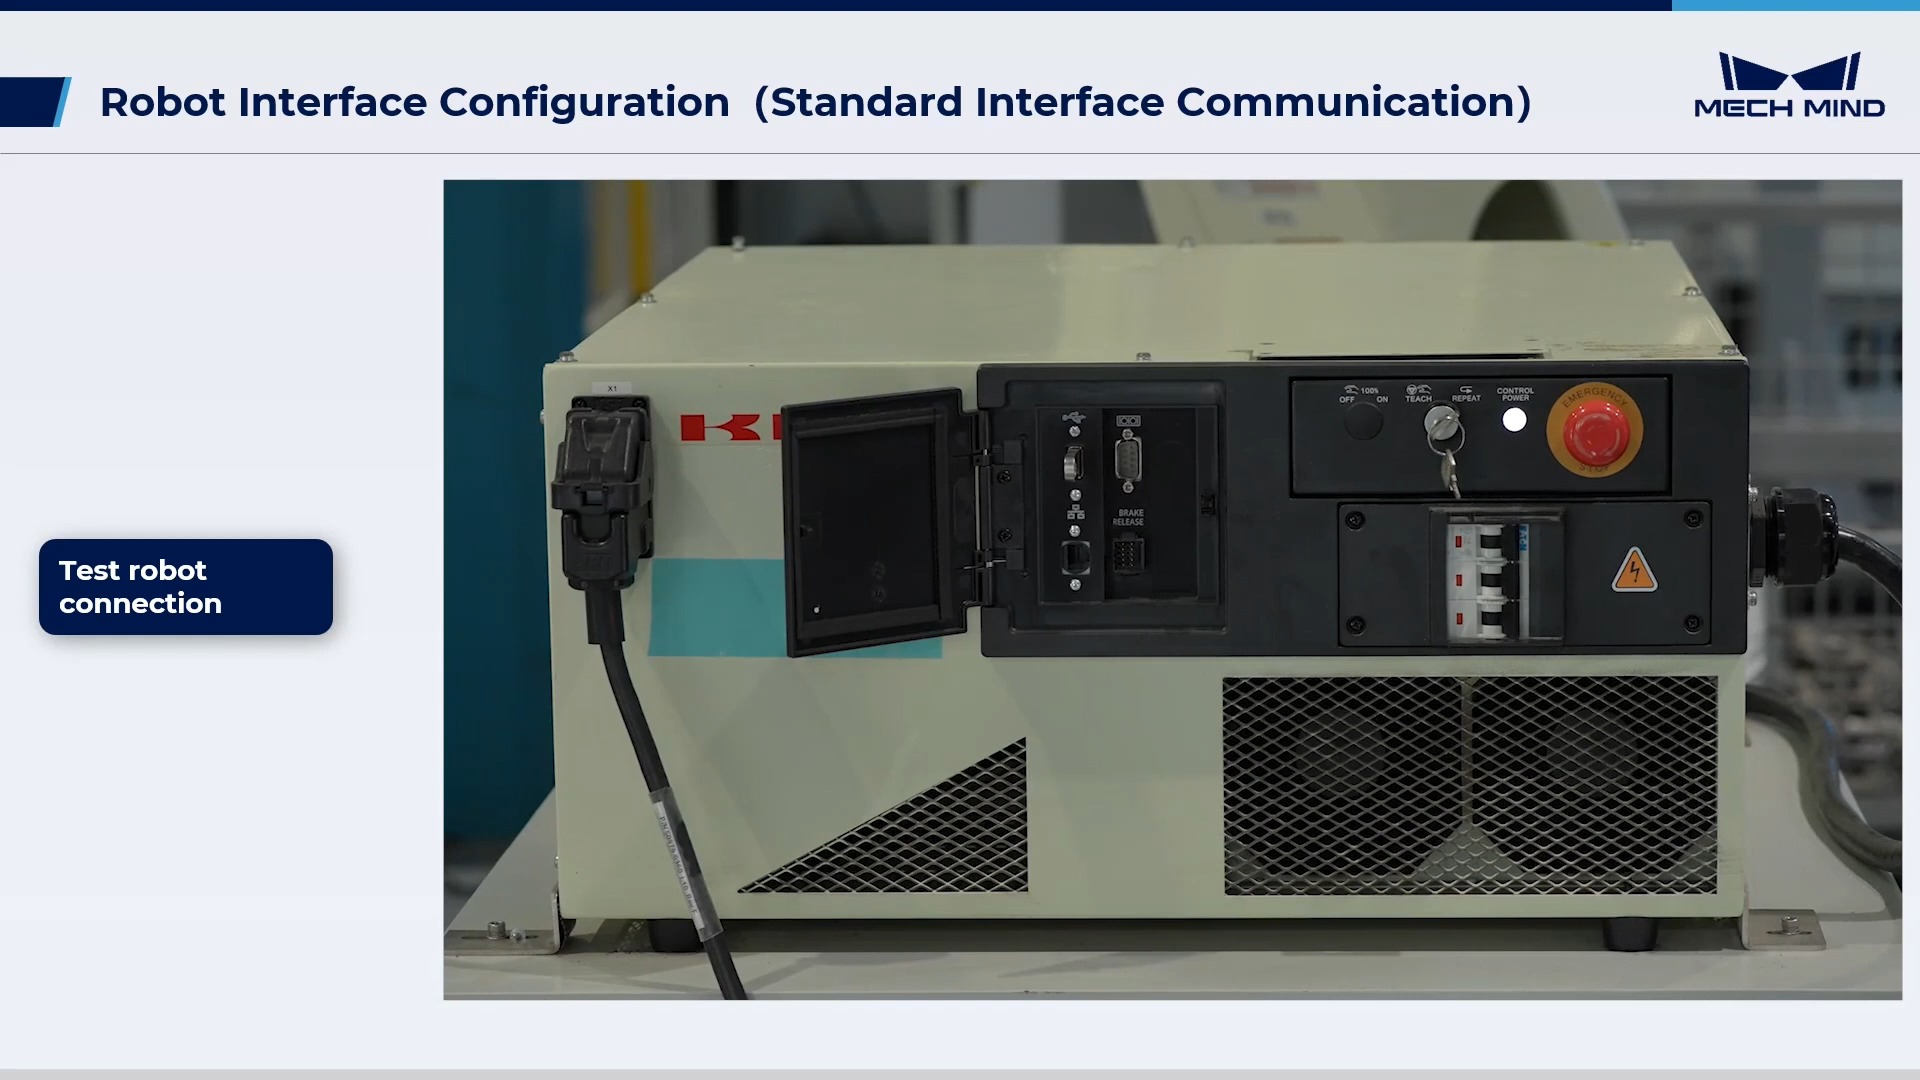 Robot Interface Configuration (Standard Interface Communication)
MECH MIND
Test robot
connection
X1
100%
OFF ON
TEACH REPEAT
CONTROL
POWER
EMERGENCY
STOP
BRAKE
RELEASE